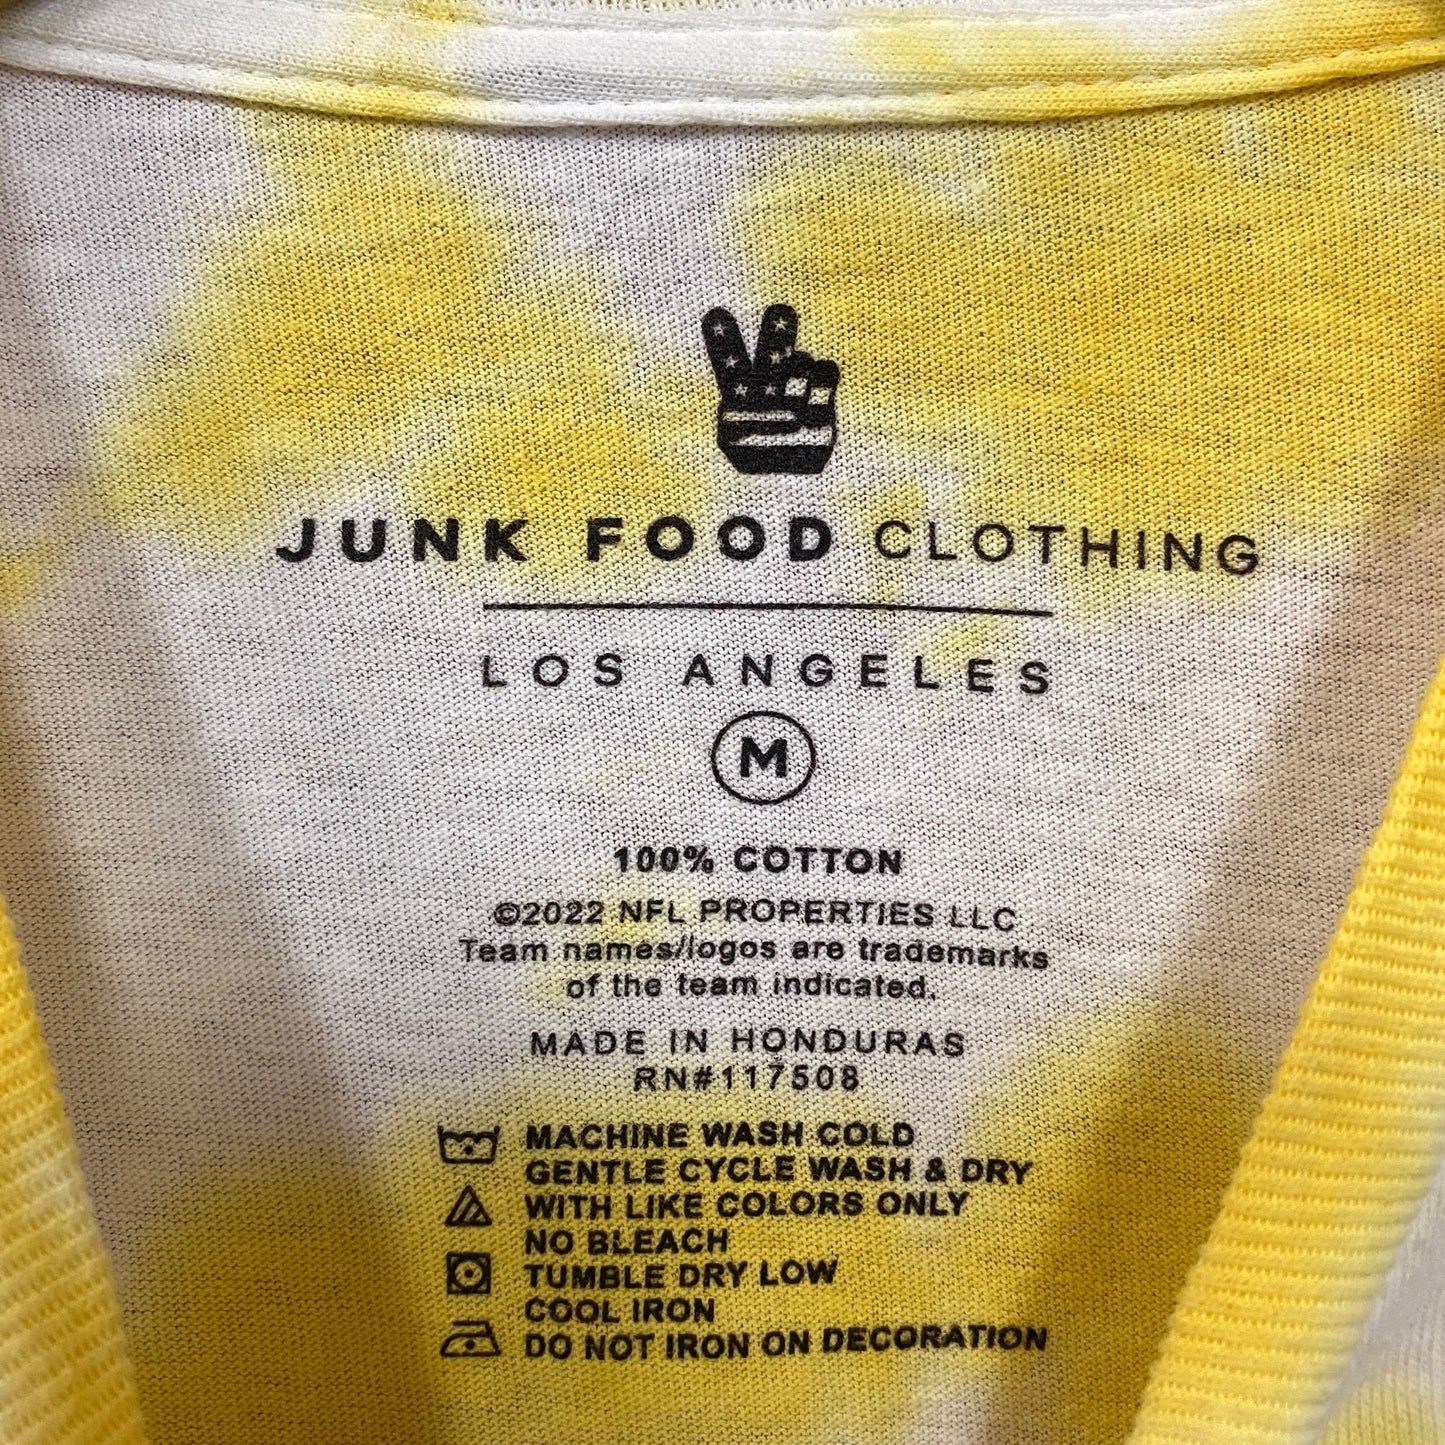 JUNK FOOD CLOTHING
LOS ANGELES
M
100% COTTON
©2022 NFL PROPERTIES LLC
Team names/logos are trademarks
of the team indicated.
MADE IN HONDURAS
RN#117508
MACHINE WASH COLD
GENTLE CYCLE WASH & DRY
WITH LIKE COLORS ONLY
NO BLEACH
TUMBLE DRY LOW
COOL IRON
DO NOT IRON ON DECORATION